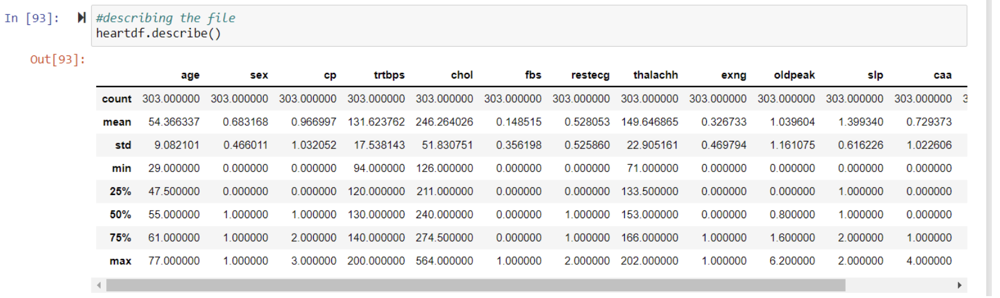 In [93]: #describing the file
heartdf.describe()
Out[93]:
age sex cp trtbps chol fbs restecg thalachh exng oldpeak slp caa
count 303.000000 303.000000 303.000000 303.000000 303.000000 303.000000 303.000000 303.000000 303.000000 303.000000 303.000000 303.000000 3
mean 54.366337 0.683168 0.966997 131.623762 246.264026 0.148515 0.528053 149.646865 0.326733 1.039604 1.399340 0.729373
std 9.082101 0.466011 1.032052 17.538143 51.830751 0.356198 0.525860 22.905161 0.469794 1.161075 0.616226 1.022606
min 29.000000 0.000000 0.000000 94.000000 126.000000 0.000000 0.000000 71.000000 0.000000 0.000000 0.000000 0.000000
25% 47.500000 0.000000 0.000000 120.000000 211.000000 0.000000 0.000000 133.500000 0.000000 0.000000 1.000000 0.000000
50% 55.000000 1.000000 1.000000 130.000000 240.000000 0.000000 1.000000 153.000000 0.000000 0.800000 1.000000 0.000000
75% 61.000000 1.000000 2.000000 140.000000 274.500000 0.000000 1.000000 166.000000 1.000000 1.600000 2.000000 1.000000
max 77.000000 1.000000 3.000000 200.000000 564.000000 1.000000 2.000000 202.000000 1.000000 6.200000 2.000000 4.000000